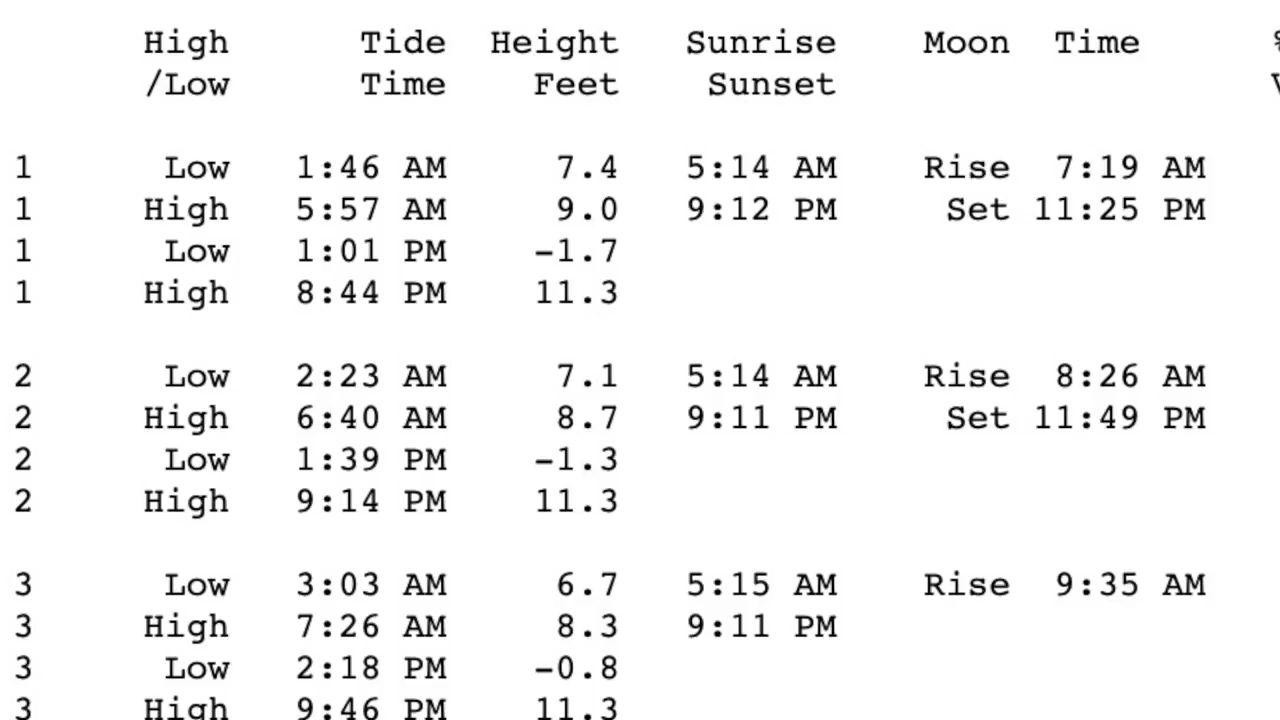 High Tide Height Sunrise Moon Time
/Low Time Feet Sunset
1 Low 1:46 AM 7.4 5:14 AM Rise 7:19 AM
1 High 5:57 AM 9.0 9:12 PM Set 11:25 PM
1 Low 1:01 PM -1.7
1 High 8:44 PM 11.3
2 Low 2:23 AM 7.1 5:14 AM Rise 8:26 AM
2 High 6:40 AM 8.7 9:11 PM Set 11:49 PM
2 Low 1:39 PM -1.3
2 High 9:14 PM 11.3
3 Low 3:03 AM 6.7 5:15 AM Rise 9:35 AM
3 High 7:26 AM 8.3 9:11 PM
3 Low 2:18 PM -0.8
3 High 9:46 PM 11.3